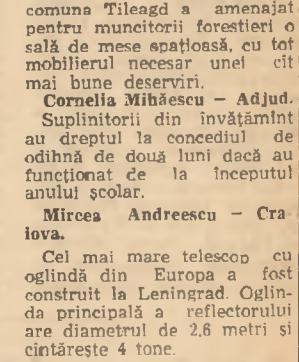 comuna Tileagd a amenajat
pentru muncitorii forestieri o
sală de mese spațioasă, cu tot
mobilierul necesar unei cît
mai bune deserviri.
Cornelia Mihăescu — Adjud.
Suplinitorii din învățămînt
au dreptul la concediul de
odihnă de două luni dacă au
funcționat de la începutul
anului școlar.
Mircea Andreescu — Cra
iova.
Cel mai mare telescop cu
oglindă din Europa a fost
construit la Leningrad. Oglin-
da principală a reflectorului
are diametrul de 2,6 metri și
cîntărește 4 tone.